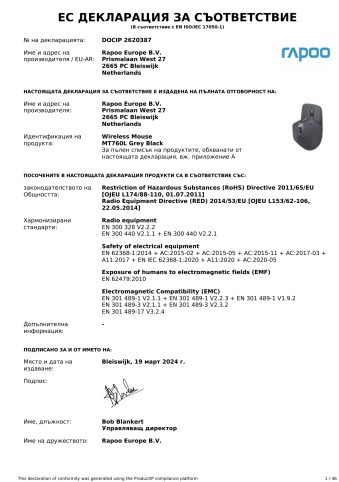 ЕС ДЕКЛАРАЦИЯ ЗА СЪОТВЕТСТВИЕ
(В съответствие с EN ISO/IEC 17050-1)
№ на декларацията: DOCIP 2620387
Име и адрес на производителя / EU-AR:
Rapoo Europe B.V.
Prismalaan West 27
2665 PC Bleiswijk
Netherlands
rapoo
НАСТОЯЩАТА ДЕКЛАРАЦИЯ ЗА СЪОТВЕТСТВИЕ Е ИЗДАДЕНА НА ПЪЛНАТА ОТГОВОРНОСТ НА:
Име и адрес на производителя:
Rapoo Europe B.V.
Prismalaan West 27
2665 PC Bleiswijk
Netherlands
Идентификация на продукта:
Wireless Mouse
MT760L Grey Black
За пълен списък на продуктите, обхванати от
настоящата декларация, вж. приложение A
ПОСОЧЕНИТЕ В НАСТОЯЩАТА ДЕКЛАРАЦИЯ ПРОДУКТИ СА В СЪОТВЕТСТВИЕ СЪС:
законодателството на Общността:
Restriction of Hazardous Substances (RoHS) Directive 2011/65/EU
[OJEU L174/88-110, 01.07.2011]
Radio Equipment Directive (RED) 2014/53/EU [OJEU L153/62-106,
22.05.2014]
Хармонизирани стандарти:
Radio equipment
EN 300 328 V2.2.2
EN 300 440 V2.1.1 + EN 300 440 V2.2.1
Safety of electrical equipment
EN 62368-1:2014 + AC:2015-02 + AC:2015-05 + AC:2015-11 + AC:2017-03 +
A11:2017 + EN IEC 62368-1:2020 + A11:2020 + AC:2020-05
Exposure of humans to electromagnetic fields (EMF)
EN 62479:2010
Electromagnetic Compatibility (EMC)
EN 301 489-1 V2.1.1 + EN 301 489-1 V2.2.3 + EN 301 489-1 V1.9.2
EN 301 489-3 V2.1.1 + EN 301 489-3 V2.3.2
EN 301 489-17 V3.2.4
Допълнителна информация:
-
ПОДПИСАНО ЗА И ОТ ИМЕТО НА:
Място и дата на издаване:
Bleiswijk, 19 март 2024 г.
Подпис:
Име, длъжност:
Bob Blankert
Управляващ директор
Име на дружеството: Rapoo Europe B.V.
This declaration of conformity was generated using the ProductIP compliance platform
1 / 46